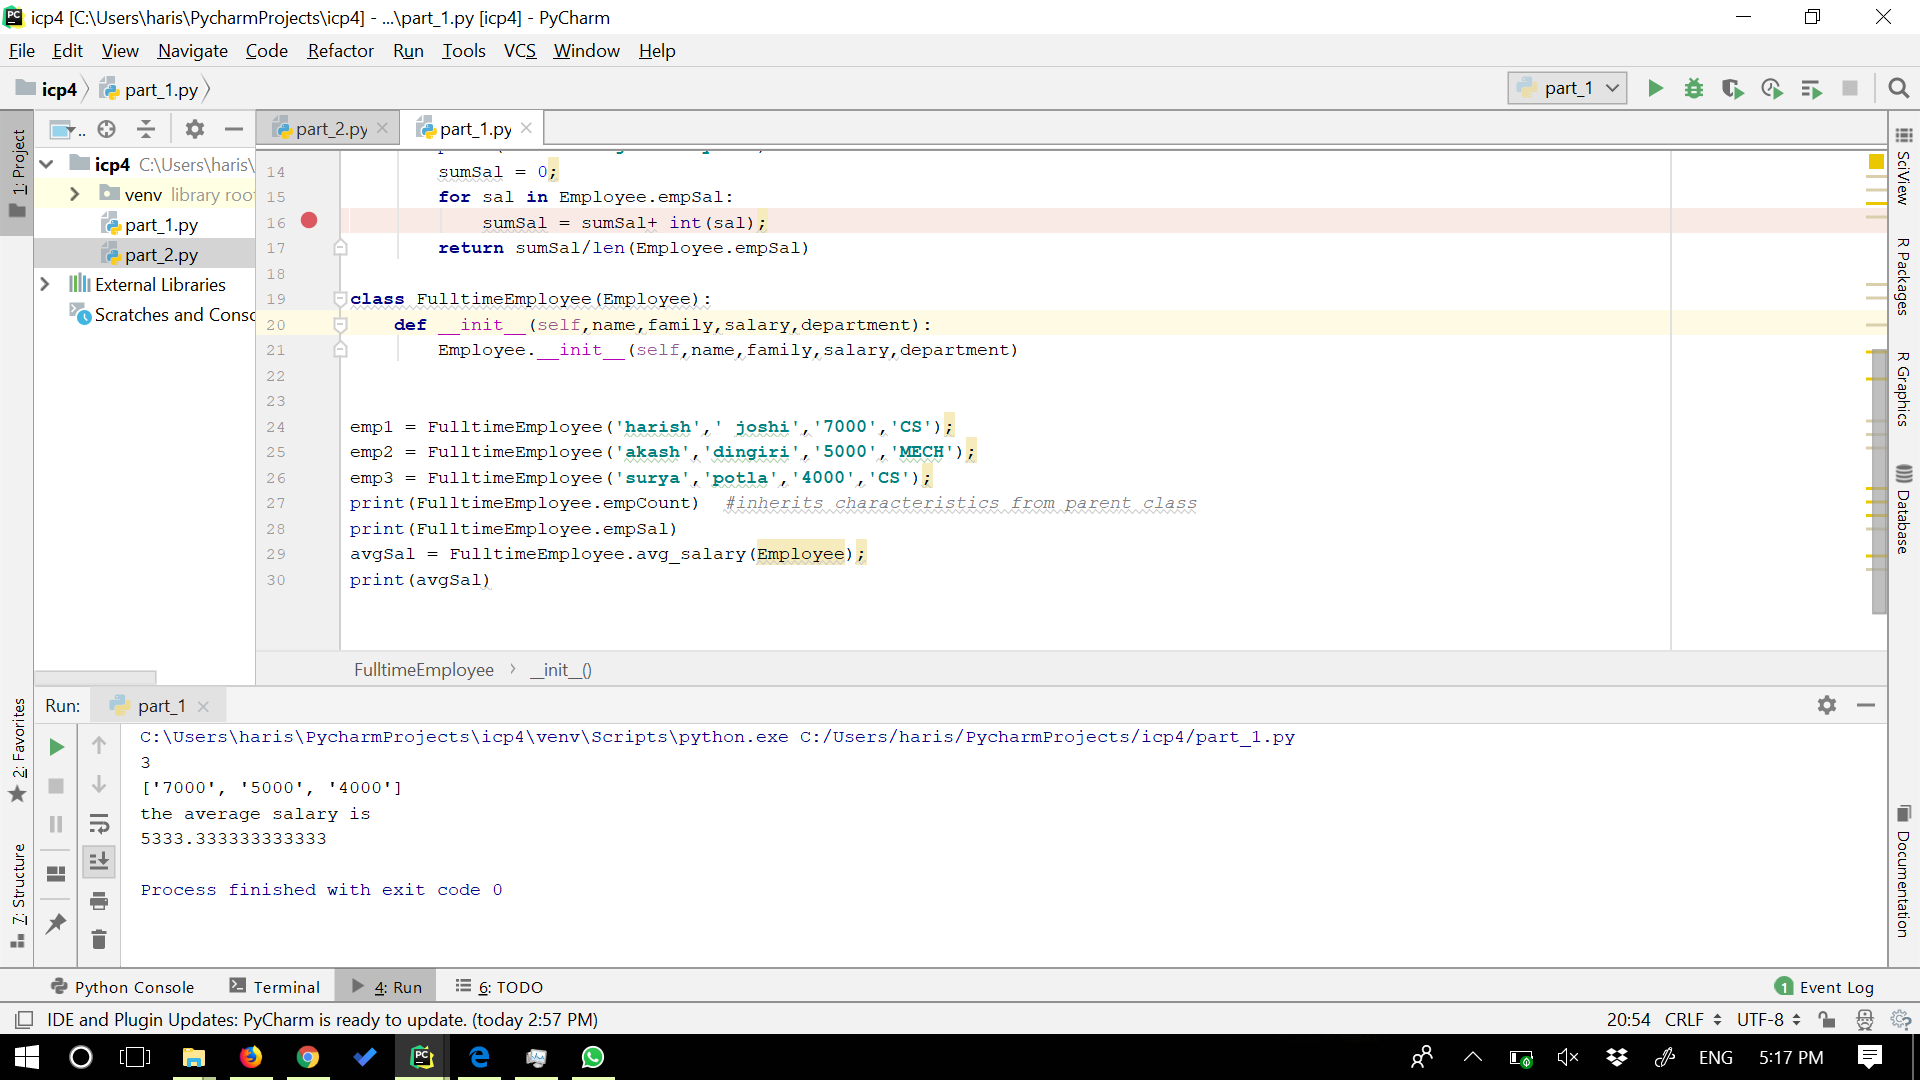 icp4 [C:\Users\haris\PycharmProjects\icp4] - ...\part_1.py [icp4] - PyCharm
File Edit View Navigate Code Refactor Run Tools VCS Window Help
icp4 part_1.py part_1
.. part_2.py part_1.py
1: Project
icp4 C:\Users\haris\
venv library roo
part_1.py
part_2.py
External Libraries
Scratches and Conso
14 sumSal = 0;
15 for sal in Employee.empSal:
16 sumSal = sumSal+ int(sal);
17 return sumSal/len(Employee.empSal)
18
19 class FulltimeEmployee(Employee):
20 def __init__(self,name,family,salary,department):
21 Employee.__init__(self,name,family,salary,department)
22
23
24 emp1 = FulltimeEmployee('harish',' joshi','7000','CS');
25 emp2 = FulltimeEmployee('akash','dingiri','5000','MECH');
26 emp3 = FulltimeEmployee('surya','potla','4000','CS');
27 print(FulltimeEmployee.empCount) #inherits characteristics from parent class
28 print(FulltimeEmployee.empSal)
29 avgSal = FulltimeEmployee.avg_salary(Employee);
30 print(avgSal)
FulltimeEmployee › __init__()
SciView
R Packages
R Graphics
Database
Documentation
2: Favorites
7: Structure
Run: part_1
C:\Users\haris\PycharmProjects\icp4\venv\Scripts\python.exe C:/Users/haris/PycharmProjects/icp4/part_1.py
3
['7000', '5000', '4000']
the average salary is
5333.333333333333
Process finished with exit code 0
Python Console Terminal 4: Run 6: TODO 1 Event Log
IDE and Plugin Updates: PyCharm is ready to update. (today 2:57 PM) 20:54 CRLF UTF-8
PC ENG 5:17 PM